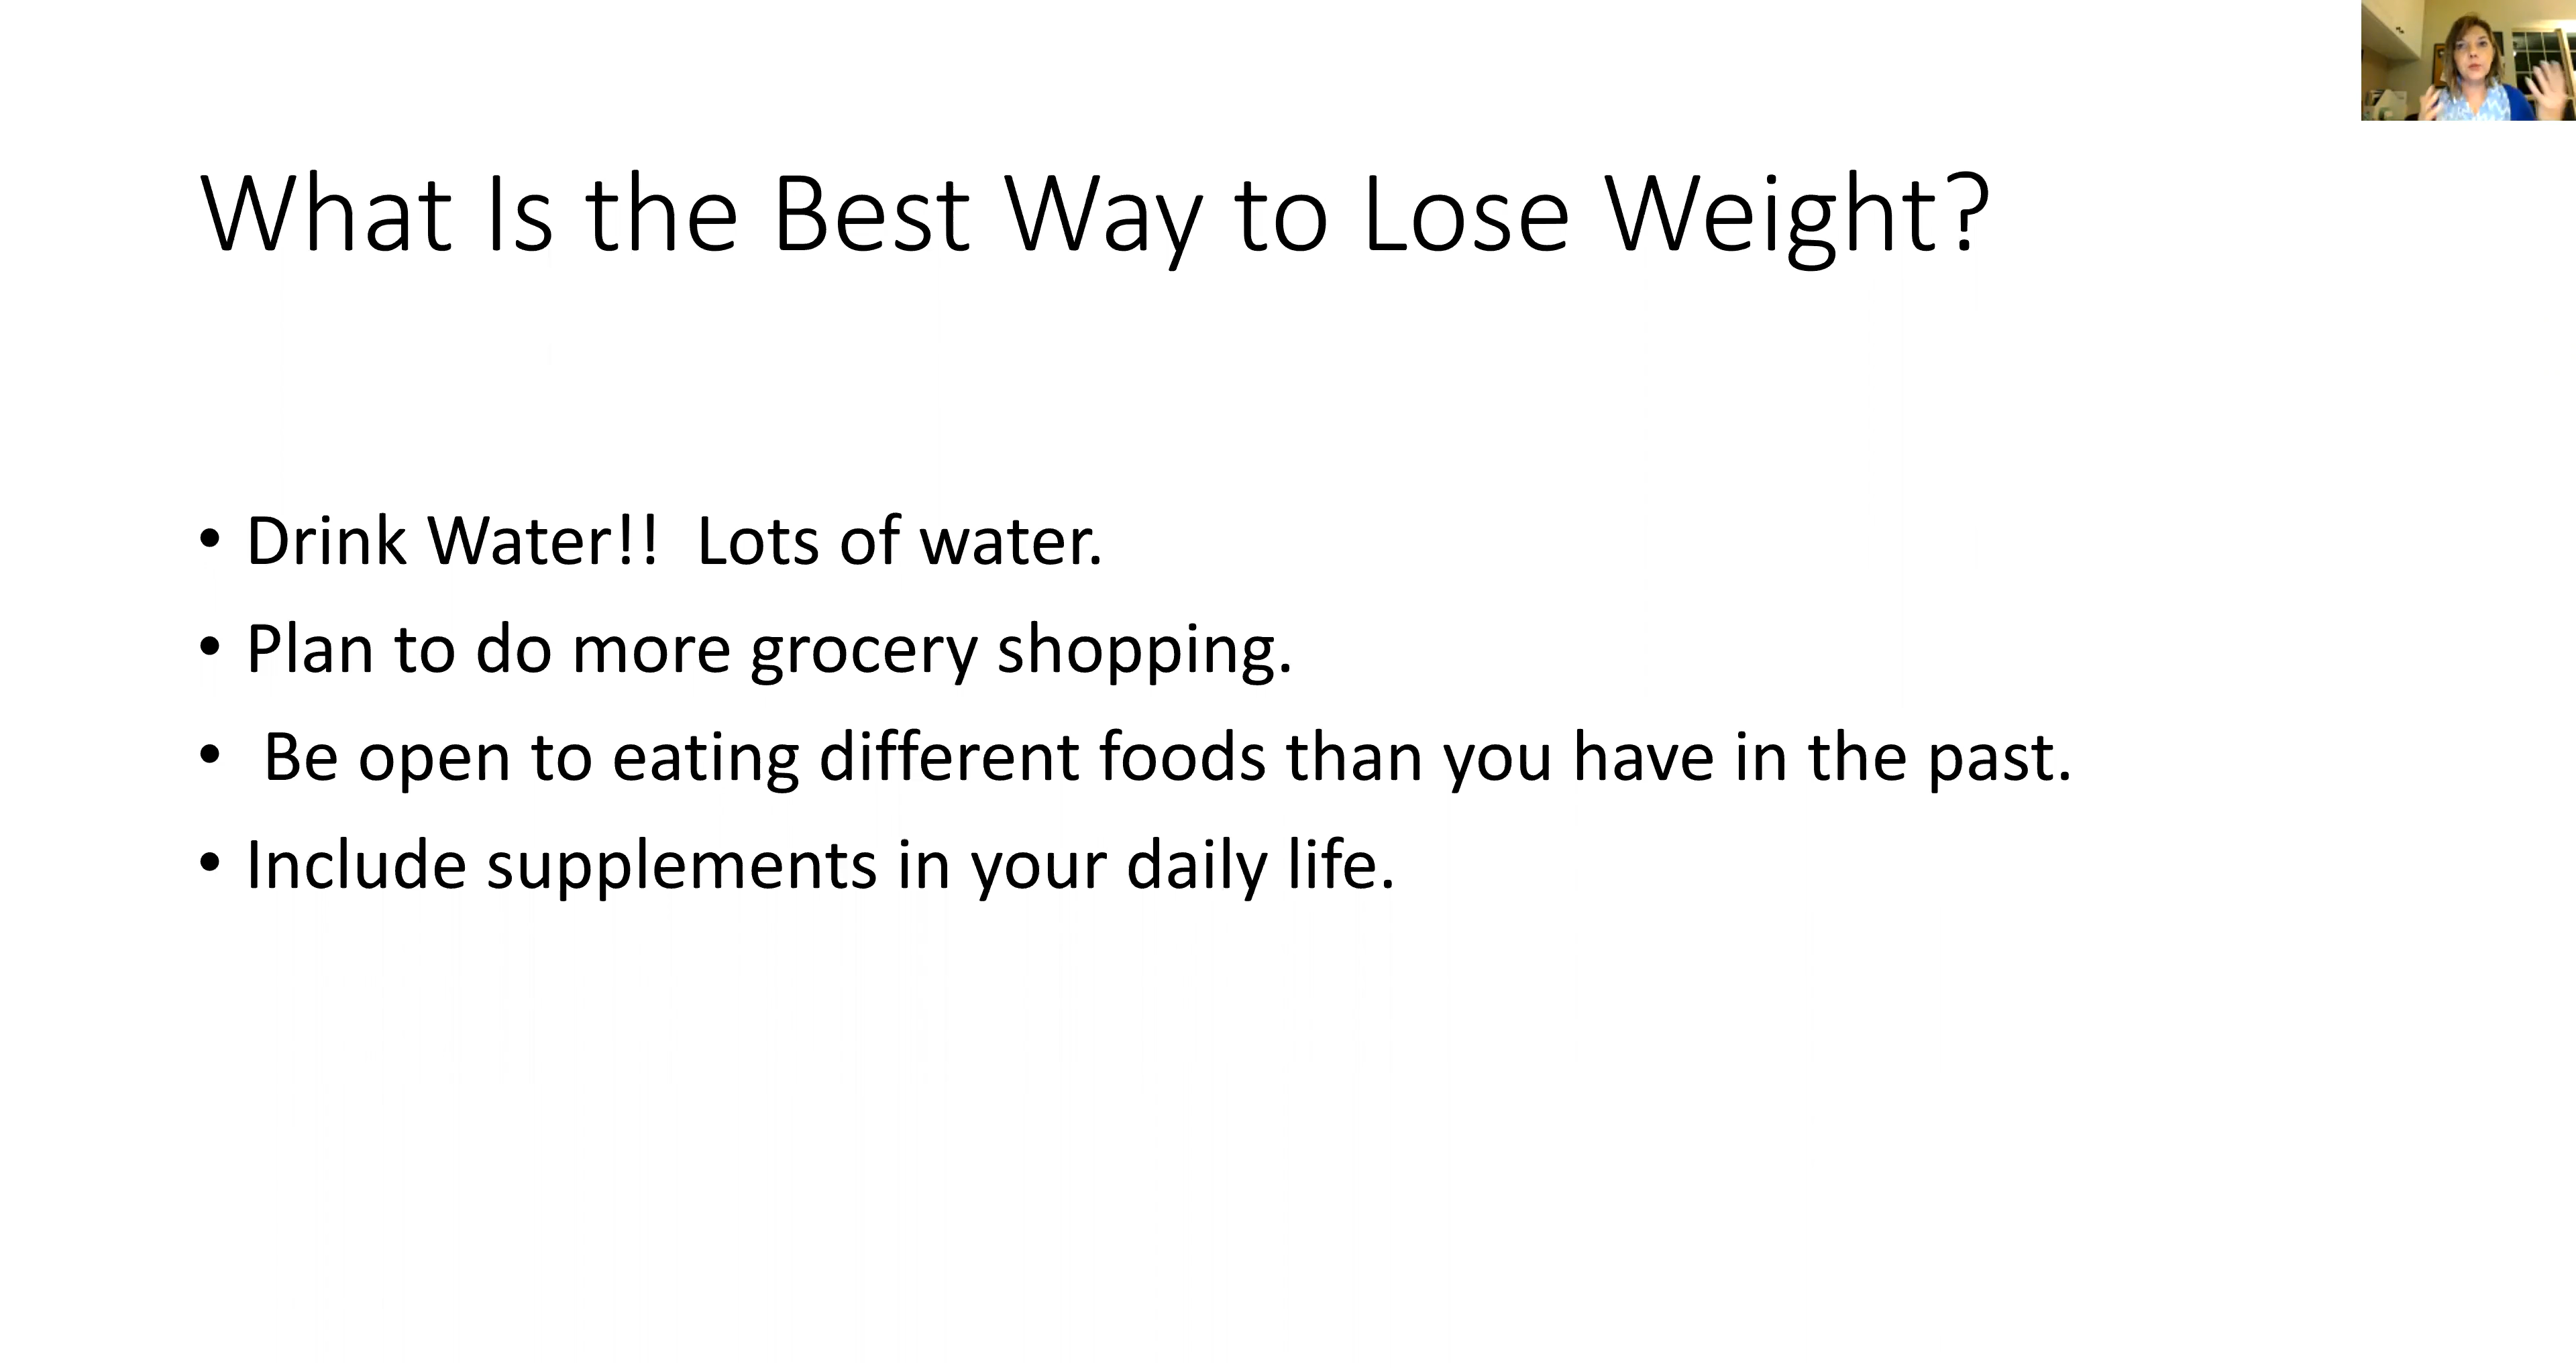 What Is the Best Way to Lose Weight?
• Drink Water!!  Lots of water.
• Plan to do more grocery shopping.
•  Be open to eating different foods than you have in the past.
• Include supplements in your daily life.